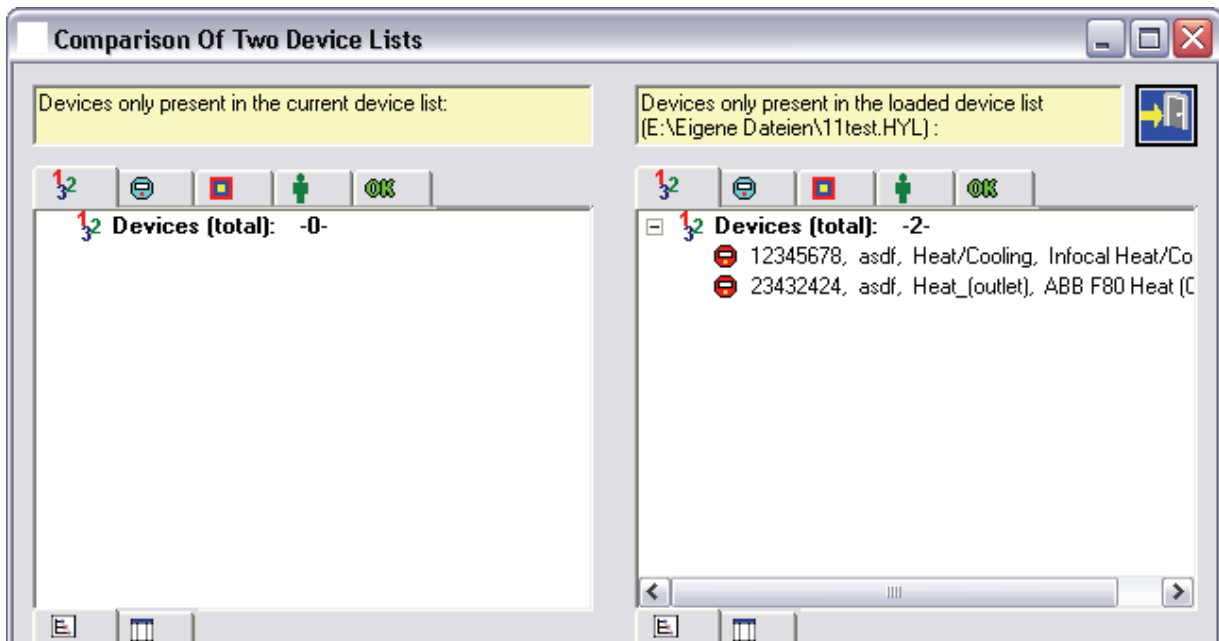 Comparison Of Two Device Lists
Devices only present in the current device list:
Devices only present in the loaded device list
(E:\Eigene Dateien\11test.HYL) :
OK
OK
Devices (total): -0-
Devices (total): -2-
12345678, asdf, Heat/Cooling, Infocal Heat/Co
23432424, asdf, Heat_(outlet), ABB F80 Heat (C